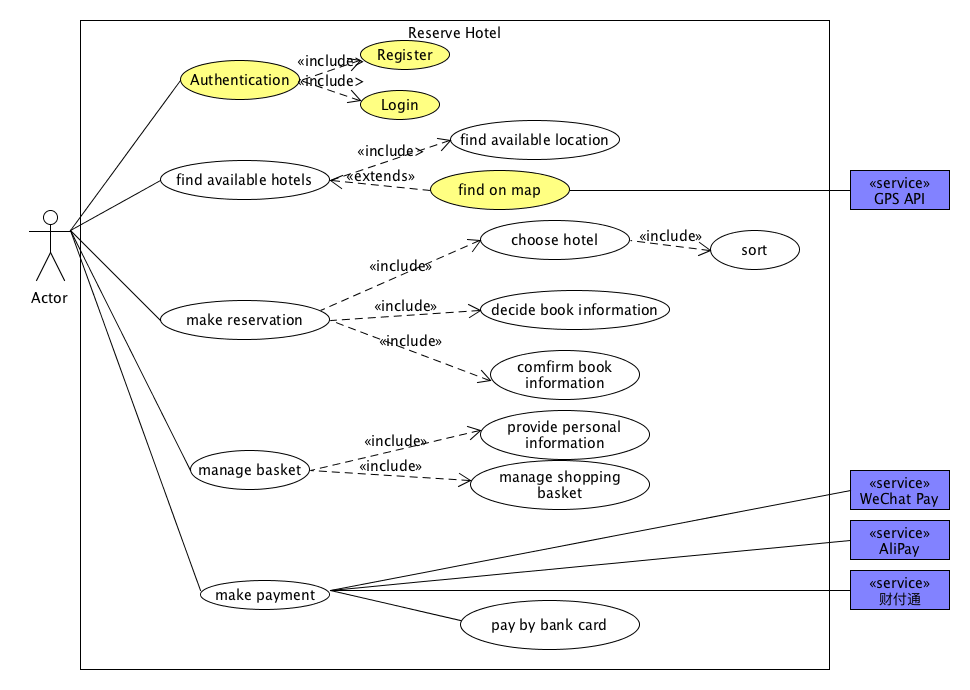 Reserve Hotel
«include»
Register
Authentication
«include>
Login
«include>
find available location
find available hotels
«extends»
find on map
«service»
GPS API
Actor
«include»
choose hotel
«include»
sort
make reservation
«include»
decide book information
«include»
comfirm book
information
manage basket
«include»
provide personal
information
«include»
manage shopping
basket
«service»
WeChat Pay
«service»
AliPay
«service»
财付通
make payment
pay by bank card